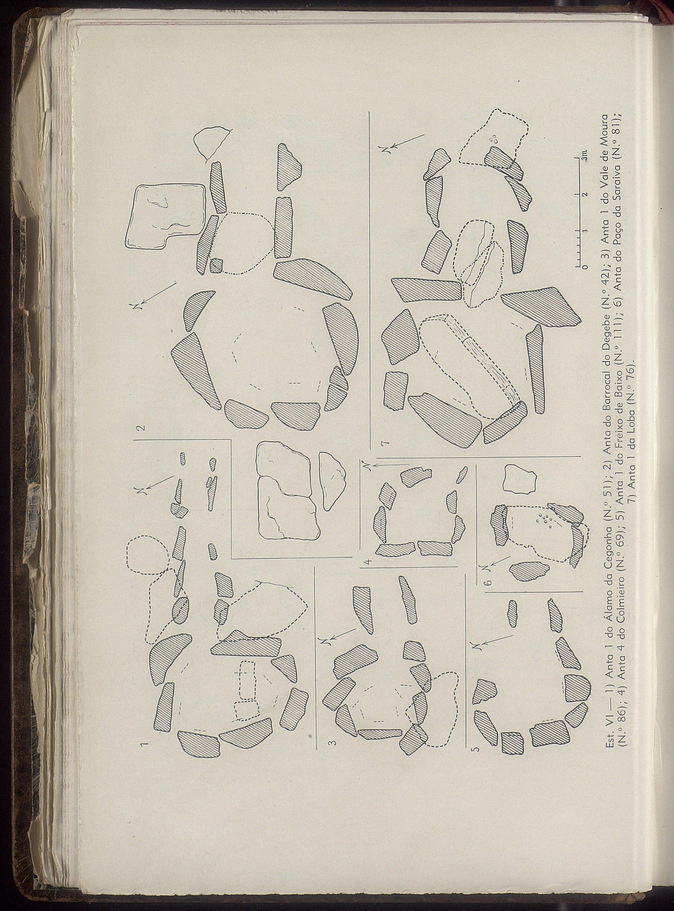 1
2
3
4
5
6
7
N
N
N
N
N
N
N
0 1 2 3m
Est. VI — 1) Anta 1 do Álamo da Cegonha (N.º 51); 2) Anta do Barrocal do Degebe (N.º 42); 3) Anta 1 do Vale de Moura
(N.º 86); 4) Anta 4 do Colmieiro (N.º 69); 5) Anta 1 do Freixo de Baixo (N.º 111); 6) Anta do Paço da Saraiva (N.º 81);
7) Anta 1 da Loba (N.º 76).